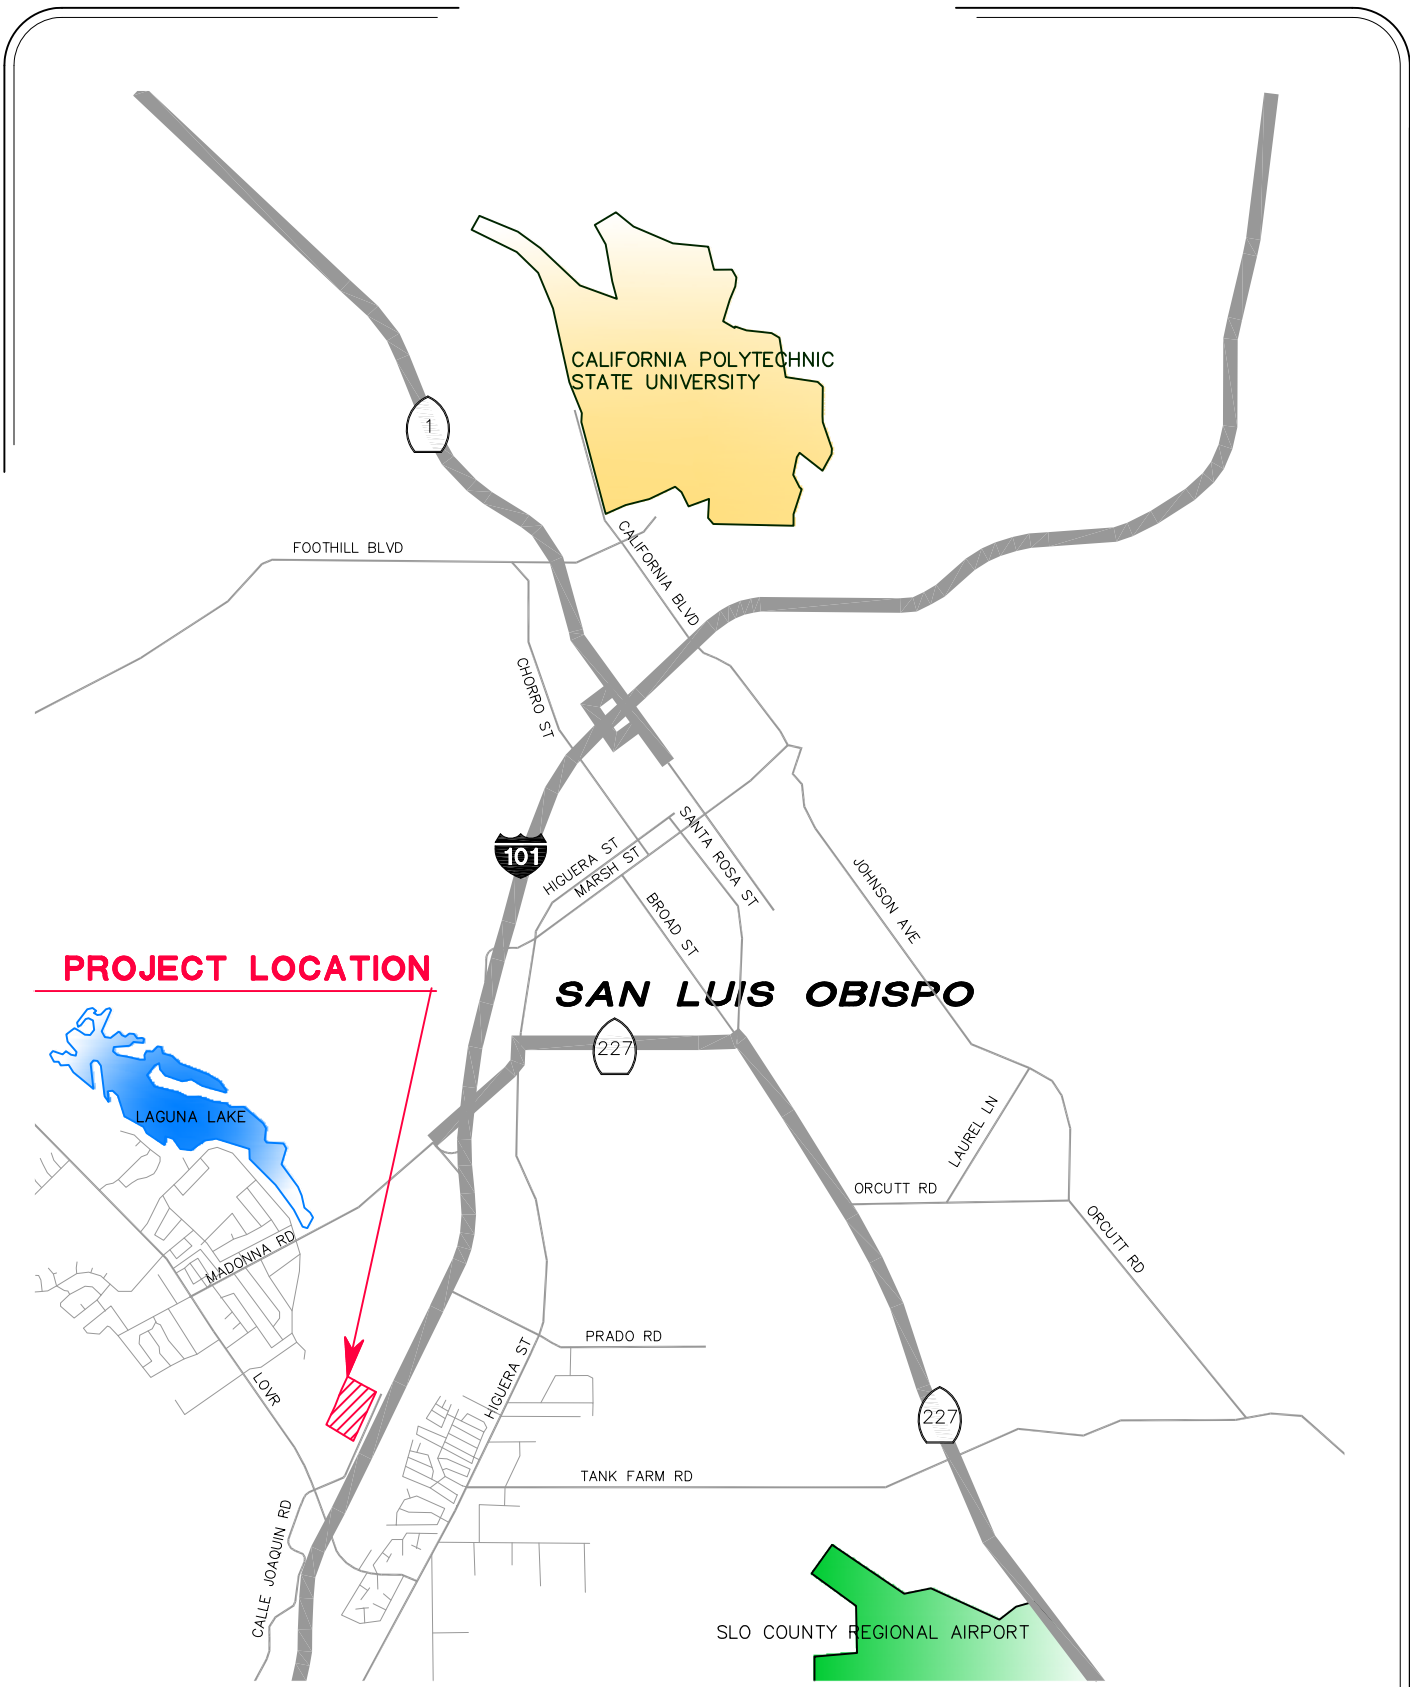 CALIFORNIA POLYTECHNIC
STATE UNIVERSITY
1
FOOTHILL BLVD
CALIFORNIA BLVD
CHORRO ST
101
HIGUERA ST
MARSH ST
SANTA ROSA ST
BROAD ST
JOHNSON AVE
PROJECT LOCATION
SAN LUIS OBISPO
227
LAGUNA LAKE
LAUREL LN
ORCUTT RD
ORCUTT RD
MADONNA RD
PRADO RD
HIGUERA ST
LOVR
227
TANK FARM RD
CALLE JOAQUIN RD
SLO COUNTY REGIONAL AIRPORT